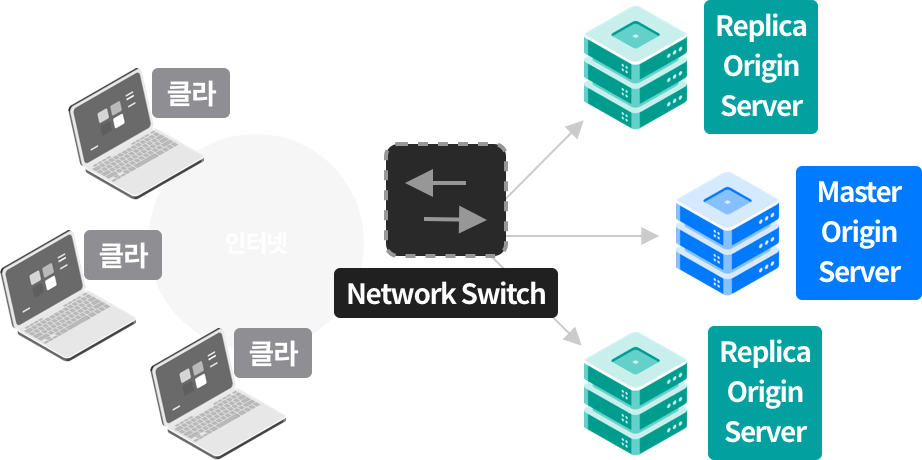 클라
클라
클라
인터넷
Network Switch
Replica
Origin
Server
Master
Origin
Server
Replica
Origin
Server